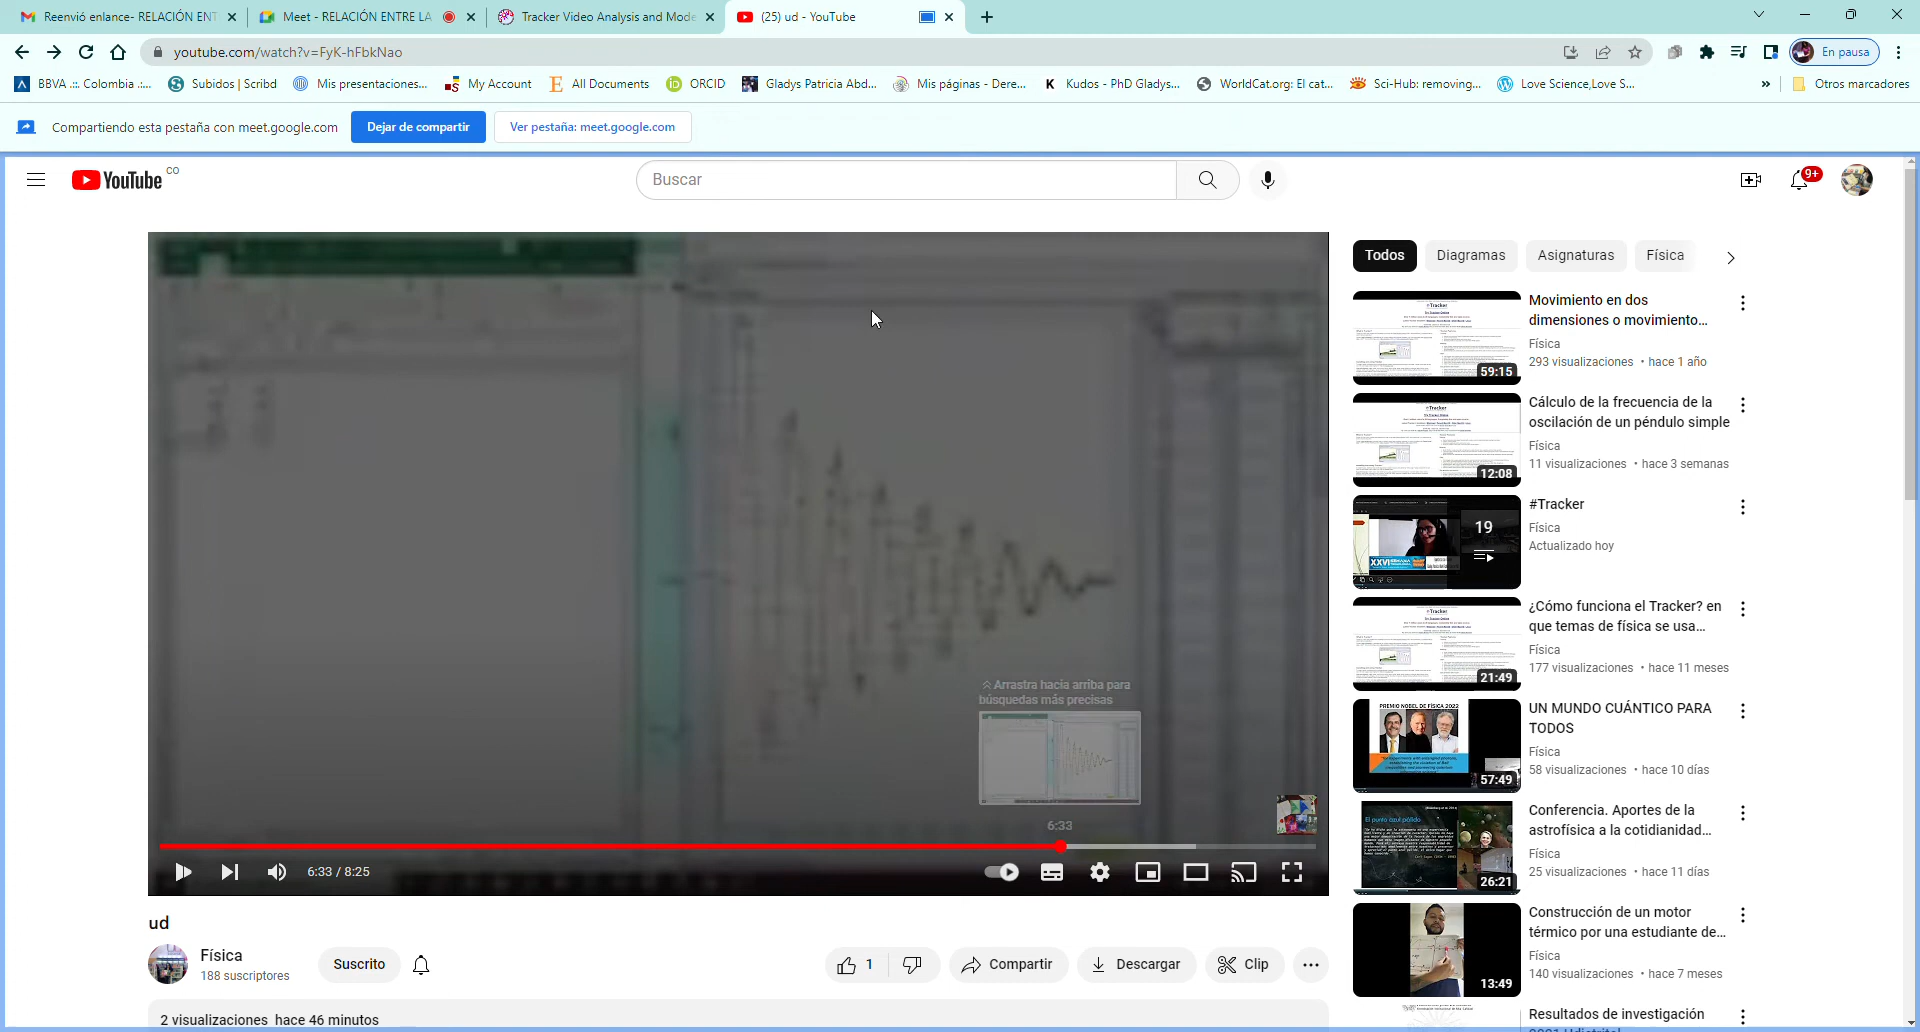 Reenvió enlance- RELACIÓN ENT
Meet - RELACIÓN ENTRE LA
Tracker Video Analysis and Mode
(25) ud - YouTube
youtube.com/watch?v=FyK-hFbkNao
En pausa
BBVA .::. Colombia .:...
Subidos | Scribd
Mis presentaciones...
My Account
All Documents
ORCID
Gladys Patricia Abd...
Mis páginas - Dere...
Kudos - PhD Gladys...
WorldCat.org: El cat...
Sci-Hub: removing...
Love Science,Love S...
»
Otros marcadores
Compartiendo esta pestaña con meet.google.com
Dejar de compartir
Ver pestaña: meet.google.com
YouTube CO
Buscar
9+
Todos
Diagramas
Asignaturas
Física
Arrastra hacia arriba para
búsquedas más precisas
6:33
6:33 / 8:25
ud
Física
188 suscriptores
Suscrito
1
Compartir
Descargar
Clip
2 visualizaciones hace 46 minutos
59:15
Movimiento en dos
dimensiones o movimiento...
Física
293 visualizaciones • hace 1 año
12:08
Cálculo de la frecuencia de la
oscilación de un péndulo simple
Física
11 visualizaciones • hace 3 semanas
19
#Tracker
Física
Actualizado hoy
21:49
¿Cómo funciona el Tracker? en
que temas de física se usa...
Física
177 visualizaciones • hace 11 meses
PREMIO NOBEL DE FÍSICA 2022
57:49
UN MUNDO CUÁNTICO PARA
TODOS
Física
58 visualizaciones • hace 10 días
El punto azul pálido
26:21
Conferencia. Aportes de la
astrofísica a la cotidianidad...
Física
25 visualizaciones • hace 11 días
13:49
Construcción de un motor
térmico por una estudiante de...
Física
140 visualizaciones • hace 7 meses
Resultados de investigación